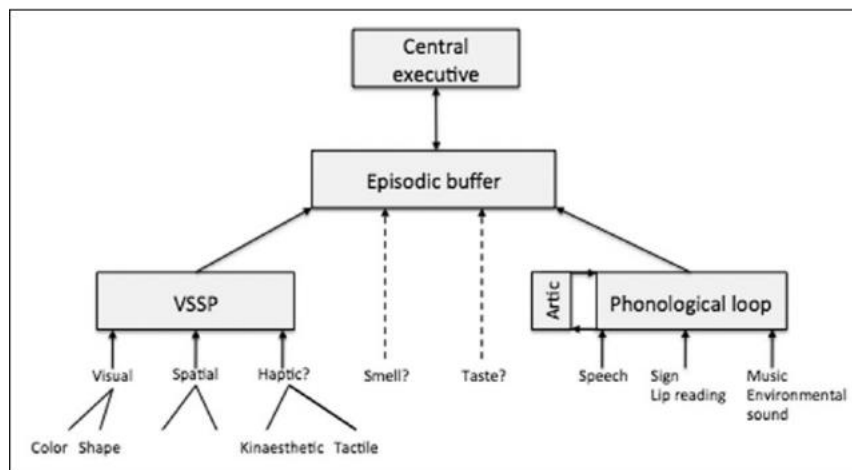 Central
executive
Episodic buffer
VSSP
Artic
Phonological loop
Visual
Spatial
Haptic?
Smell?
Taste?
Speech
Sign
Lip reading
Music
Environmental
sound
Color Shape
Kinaesthetic Tactile